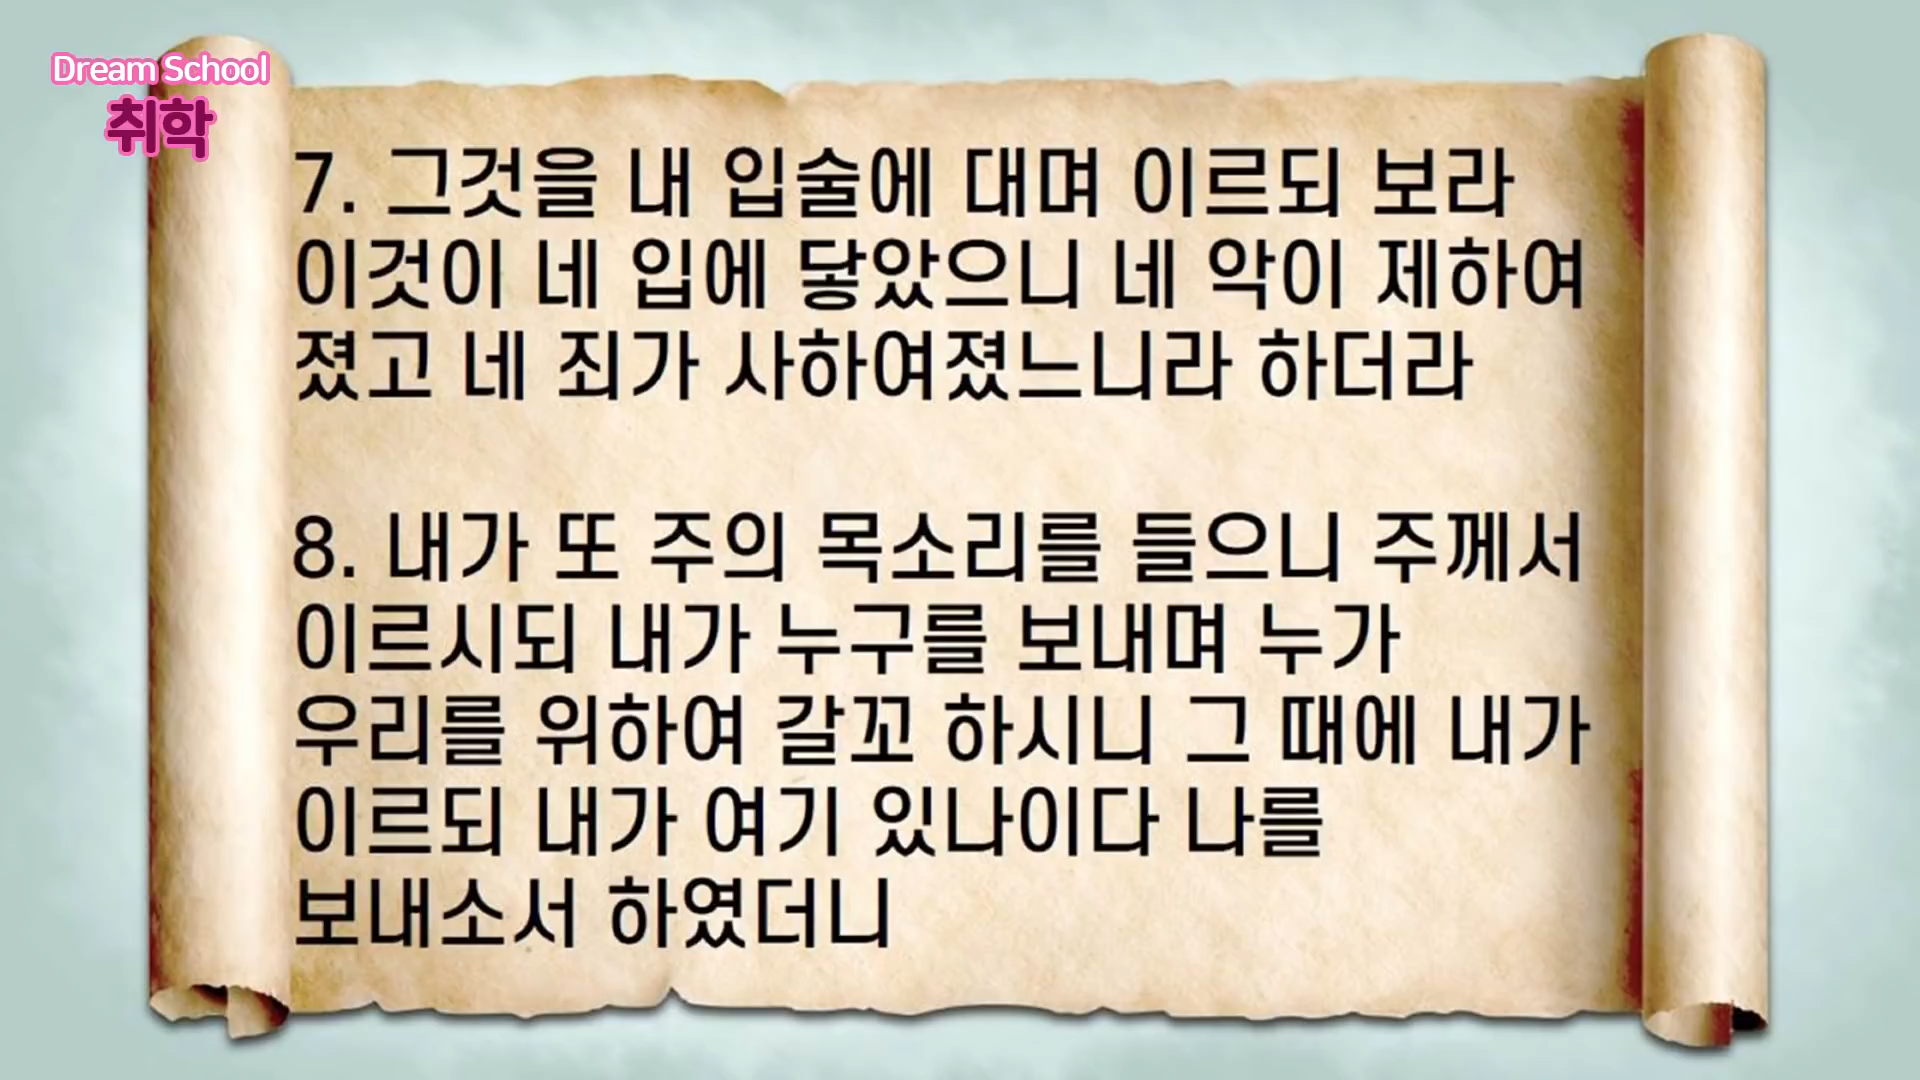 Dream School
취학
7. 그것을 내 입술에 대며 이르되 보라
이것이 네 입에 닿았으니 네 악이 제하여
졌고 네 죄가 사하여졌느니라 하더라
8. 내가 또 주의 목소리를 들으니 주께서
이르시되 내가 누구를 보내며 누가
우리를 위하여 갈꼬 하시니 그 때에 내가
이르되 내가 여기 있나이다 나를
보내소서 하였더니